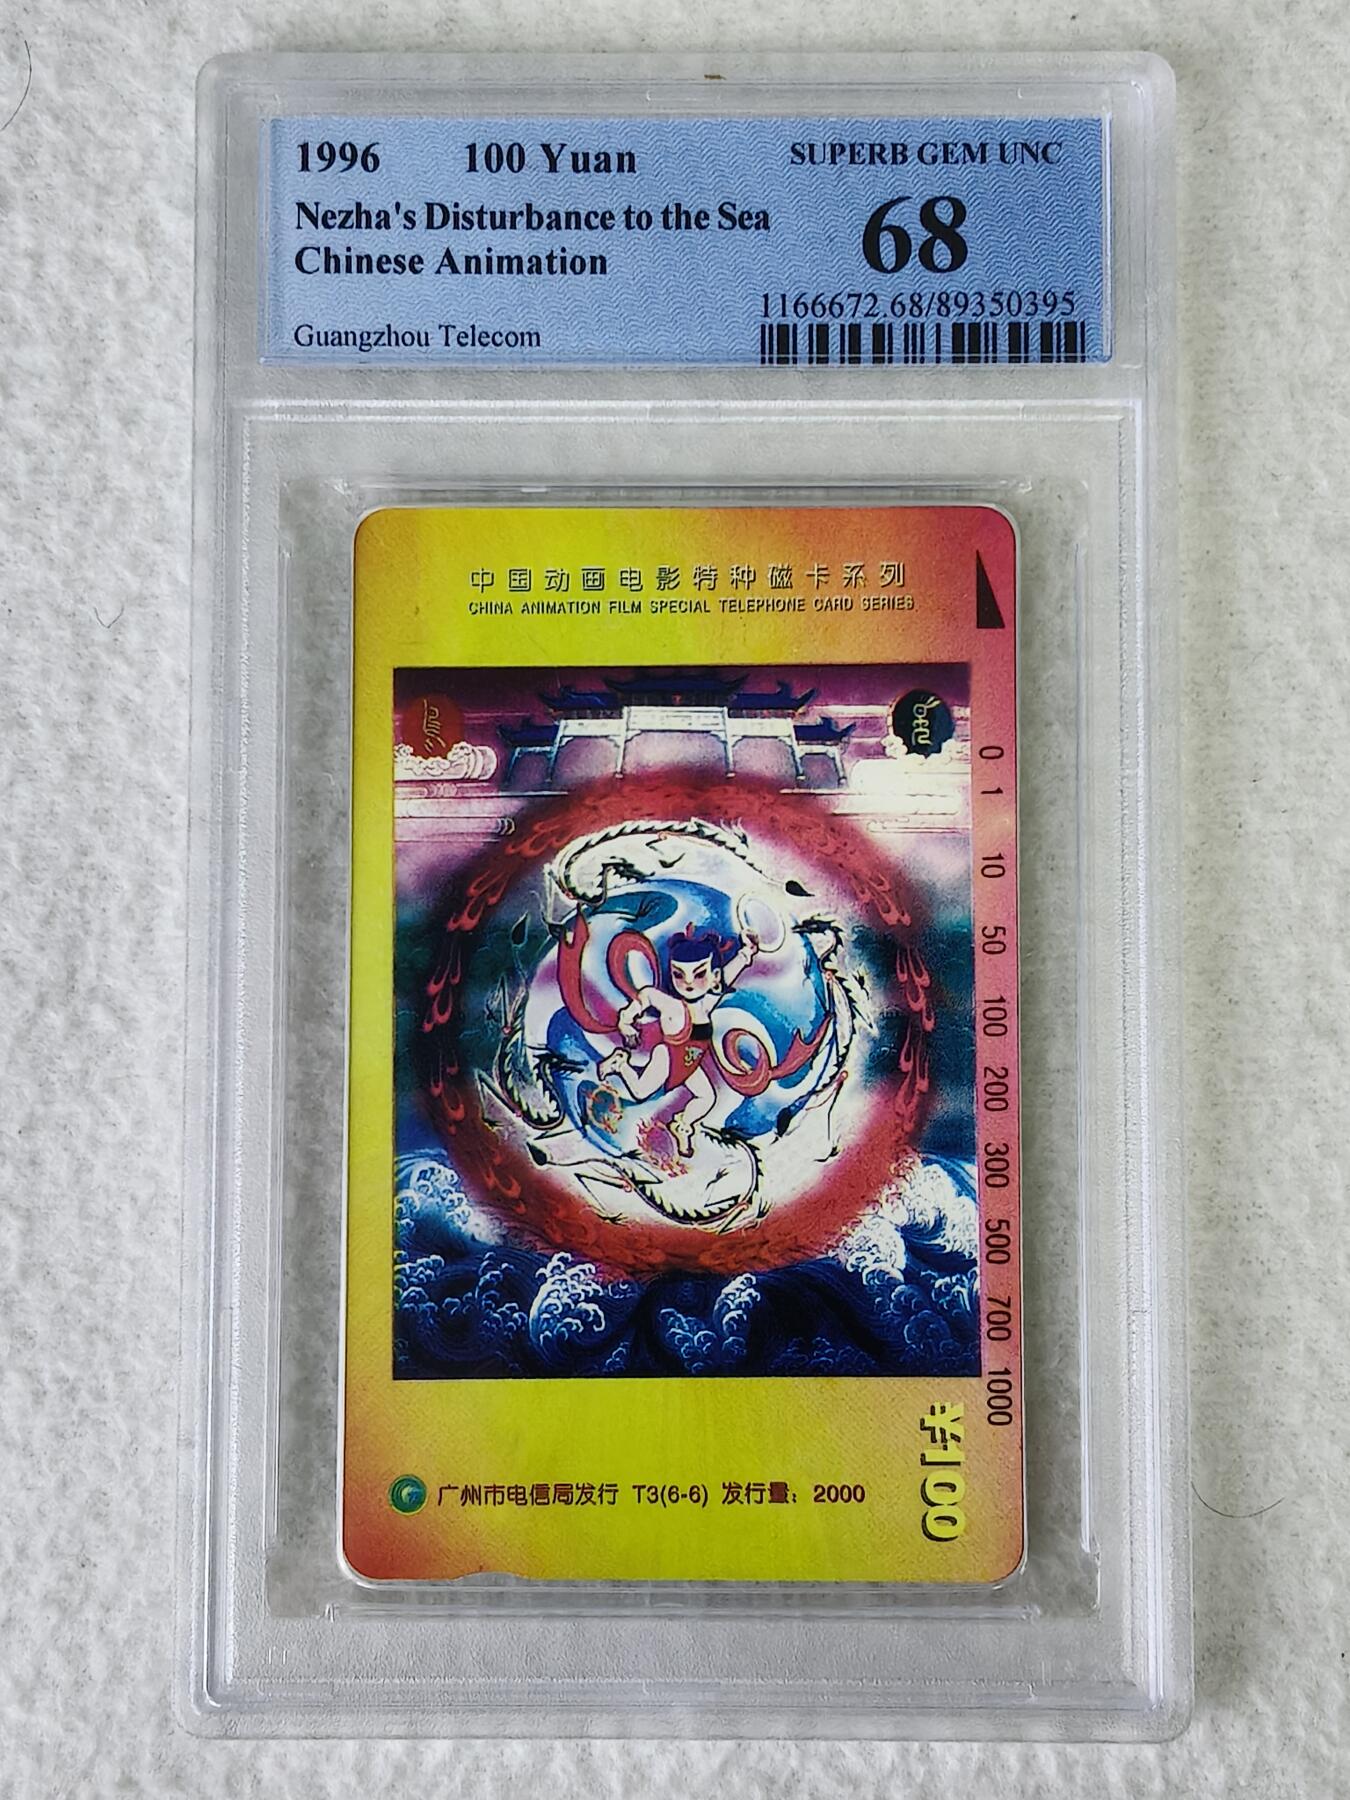 1996 100 Yuan SUPERB GEM UNC
Nezha's Disturbance to the Sea 68
Chinese Animation
1166672.68/89350395
Guangzhou Telecom
中国动画电影特种磁卡系列
CHINA ANIMATION FILM SPECIAL TELEPHONE CARD SERIES
0
1
10
50
100
200
300
500
700
1000
¥100
广州市电信局发行 T3(6-6) 发行量：2000